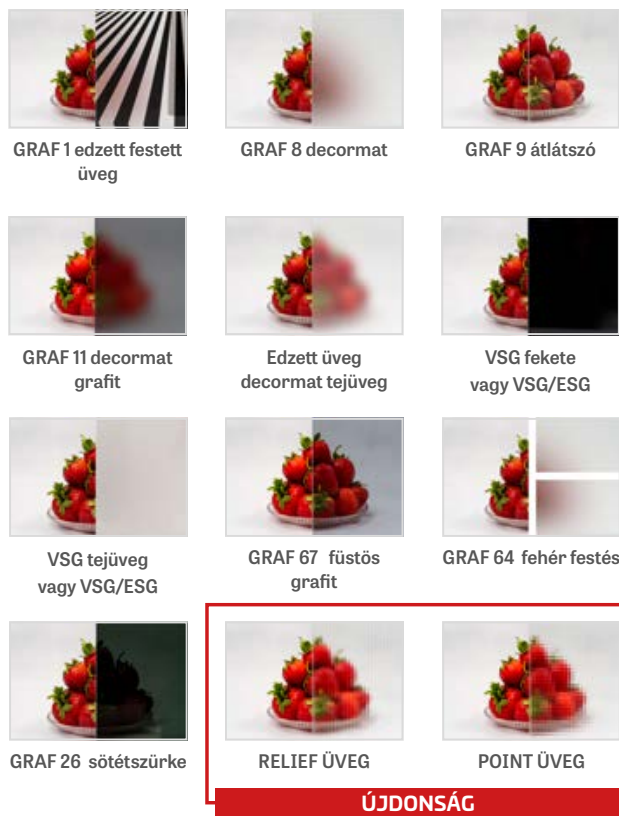 GRAF 1 edzett festett
üveg
GRAF 8 decormat
GRAF 9 átlátszó
GRAF 11 decormat
grafit
Edzett üveg
decormat tejüveg
VSG fekete
vagy VSG/ESG
VSG tejüveg
vagy VSG/ESG
GRAF 67 füstös
grafit
GRAF 64 fehér festés
GRAF 26 sötétszürke
RELIEF ÜVEG
POINT ÜVEG
ÚJDONSÁG